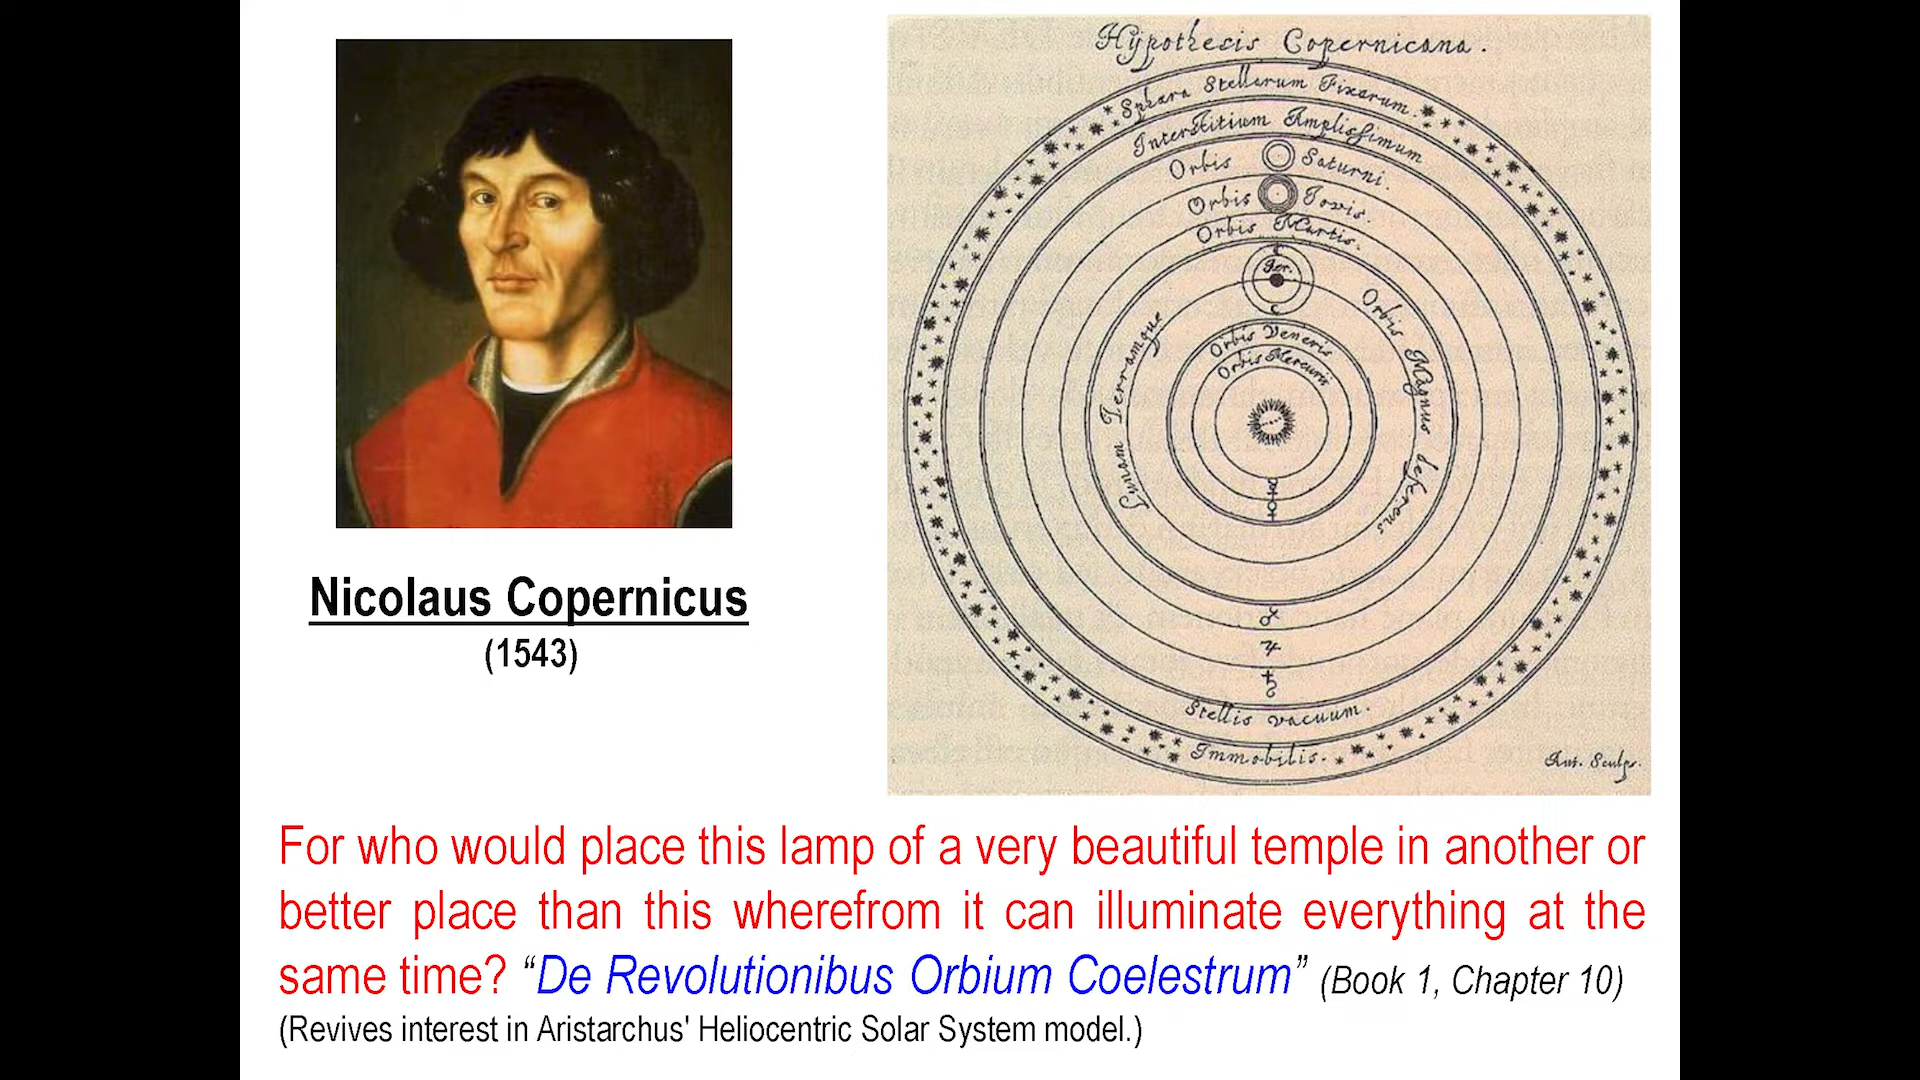 Nicolaus Copernicus
(1543)
Hypothesis Copernicana.
Sphæra Stellarum Fixarum.
Interstitium Amplissimum
Orbis Saturni.
Orbis Jovis.
Orbis Martis.
Aer.
Orbis Magnus deferens
Lunam Terramque
Orbis Veneris
Orbis Mercurii
Stellis vacuum.
Immobilis.
Ant. Sculps.
For who would place this lamp of a very beautiful temple in another or
better place than this wherefrom it can illuminate everything at the
same time? “De Revolutionibus Orbium Coelestrum” (Book 1, Chapter 10)
(Revives interest in Aristarchus' Heliocentric Solar System model.)